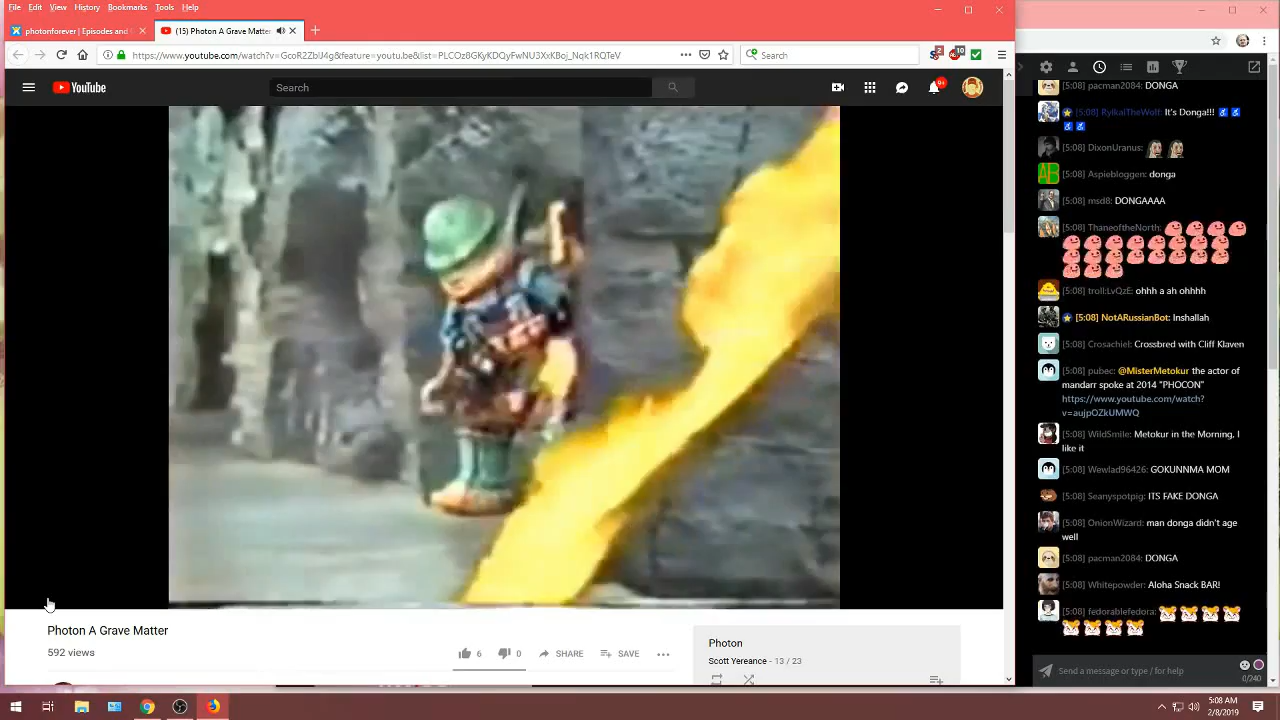 File Edit View History Bookmarks Tools Help
photonforever | Episodes and
(15) Photon A Grave Matter
https://www.youtube.com/watch?v=GcoR2ZblJ4g&feature=youtu.be&list=PLCOz8GKyKDQyFwNU3XxKBoj_Nqk1RQTeV
Search
2
10
YouTube
Search
9+
[5:08] pacman2084: DONGA
[5:08] RylkaiTheWolf: It's Donga!!!
[5:08] DixonUranus:
AB
[5:08] Aspiebloggen: donga
[5:08] msd8: DONGAAAA
[5:08] ThaneoftheNorth:
[5:08] troll:LvQzE: ohhh a ah ohhhh
[5:08] NotARussianBot: Inshallah
[5:08] Crosachiel: Crossbred with Cliff Klaven
[5:08] pubec: @MisterMetokur the actor of
mandarr spoke at 2014 "PHOCON"
https://www.youtube.com/watch?
v=aujpOZkUMWQ
[5:08] WildSmile: Metokur in the Morning, I
like it
[5:08] Wewlad96426: GOKUNNMA MOM
[5:08] Seanyspotpig: ITS FAKE DONGA
[5:08] OnionWizard: man donga didn't age
well
[5:08] pacman2084: DONGA
[5:08] Whitepowder: Aloha Snack BAR!
[5:08] fedorablefedora:
Send a message or type / for help
0/240
Photon A Grave Matter
592 views
6
0
SHARE
SAVE
Photon
Scott Yereance - 13 / 23
5:08 AM
2/8/2019